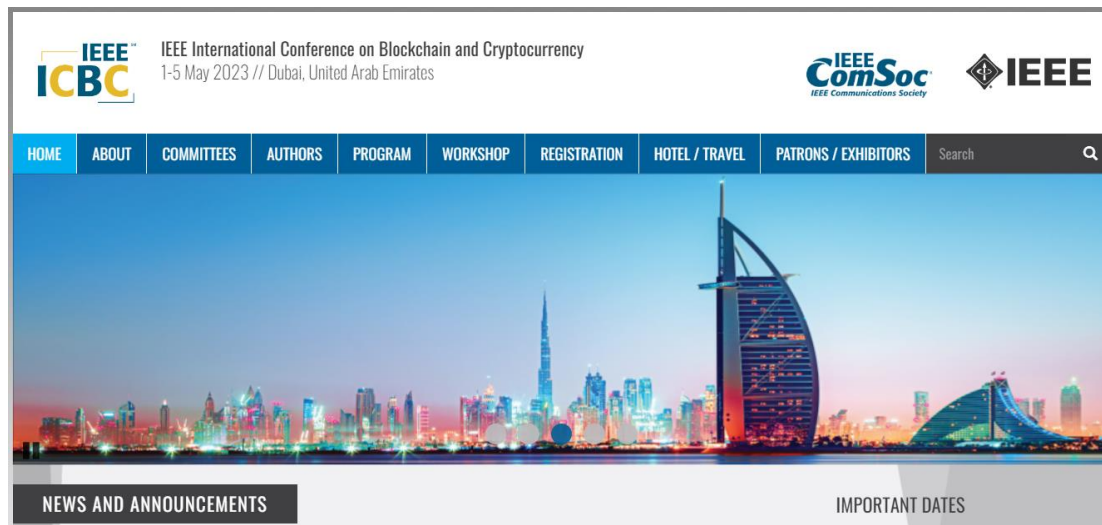 IEEE
ICBC
IEEE International Conference on Blockchain and Cryptocurrency
1-5 May 2023 // Dubai, United Arab Emirates
IEEE
ComSoc
IEEE Communications Society
IEEE
HOME ABOUT COMMITTEES AUTHORS PROGRAM WORKSHOP REGISTRATION HOTEL / TRAVEL PATRONS / EXHIBITORS Search
NEWS AND ANNOUNCEMENTS
IMPORTANT DATES